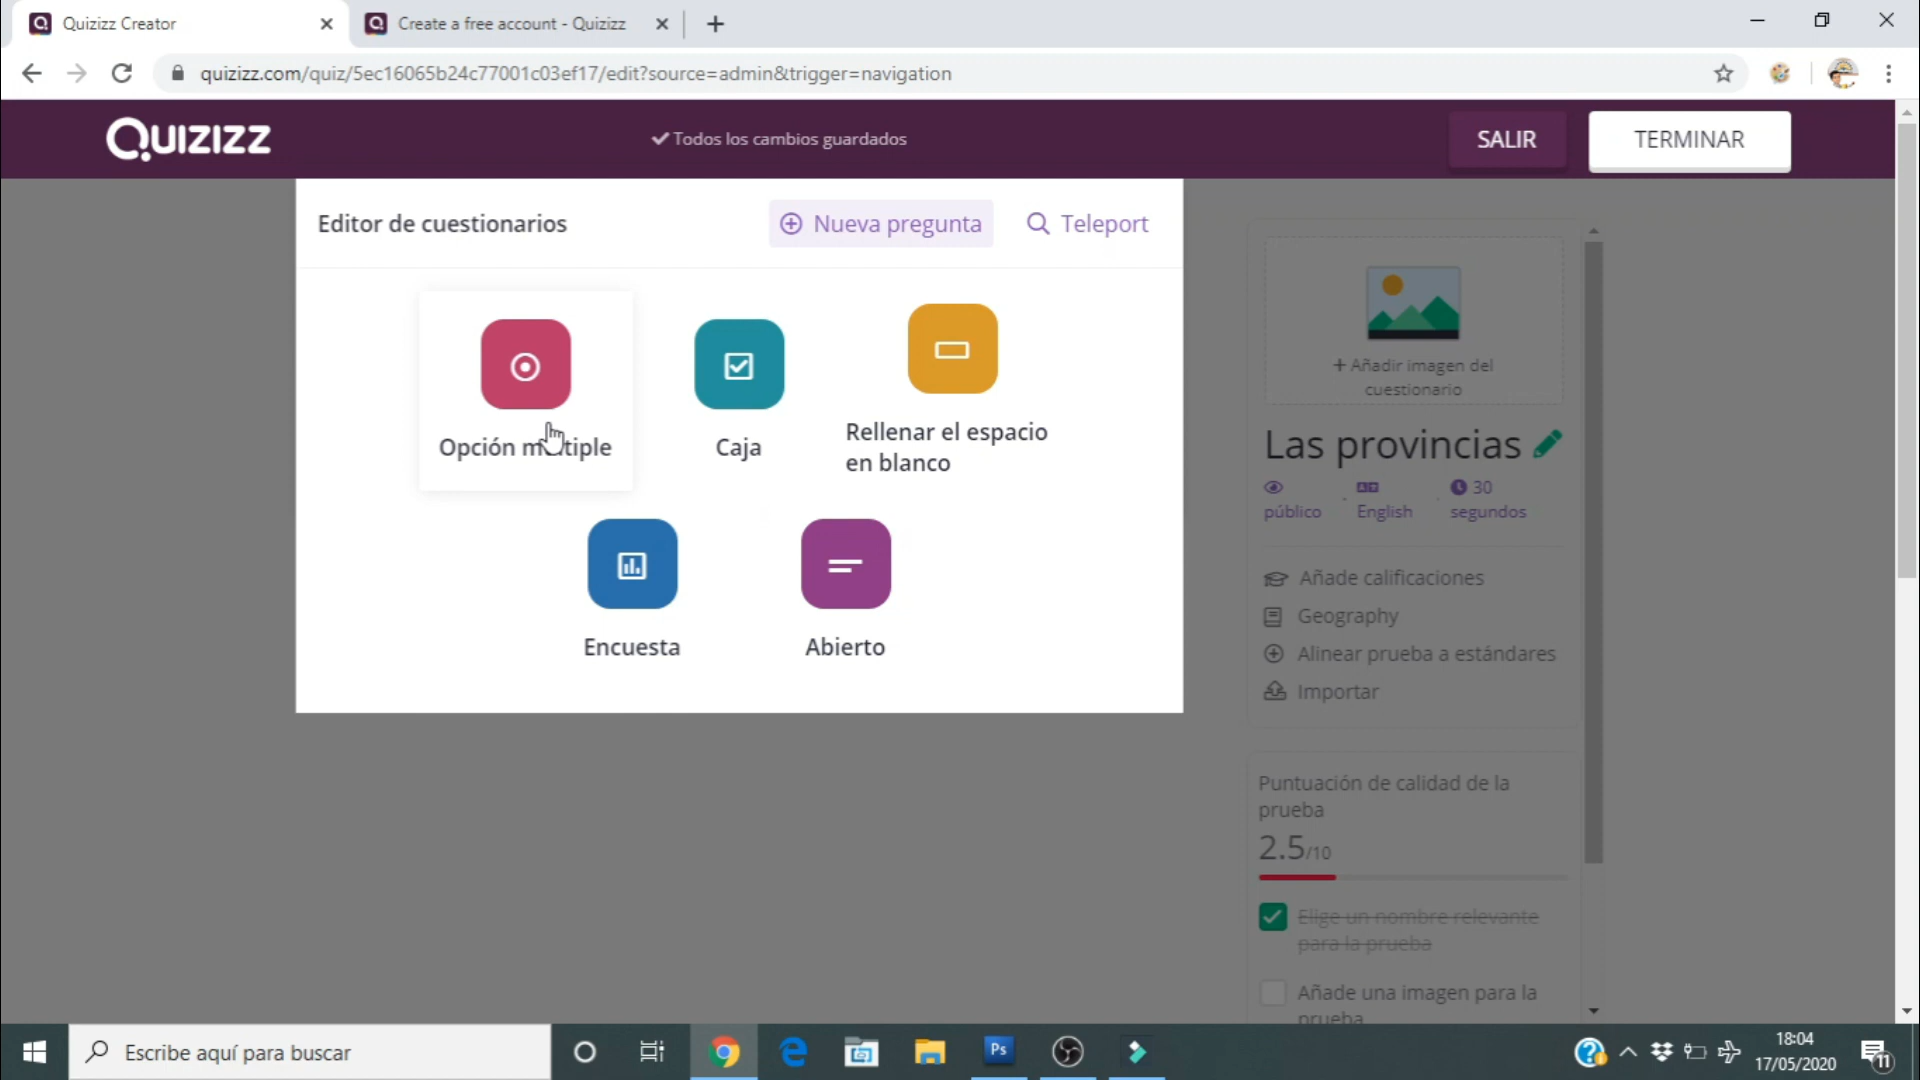 Quizizz Creator
Create a free account - Quizizz
quizizz.com/quiz/5ec16065b24c77001c03ef17/edit?source=admin&trigger=navigation
QUIZIZZ
Todos los cambios guardados
SALIR
TERMINAR
Editor de cuestionarios
Nueva pregunta
Teleport
Opción múltiple
Caja
Rellenar el espacio
en blanco
Encuesta
Abierto
+ Añadir imagen del
cuestionario
Las provincias
público
English
30
segundos
Añade calificaciones
Geography
Alinear prueba a estándares
Importar
Puntuación de calidad de la
prueba
2.5/10
Elige un nombre relevante
para la prueba
Añade una imagen para la
prueba
Escribe aquí para buscar
Ps
18:04
17/05/2020
11